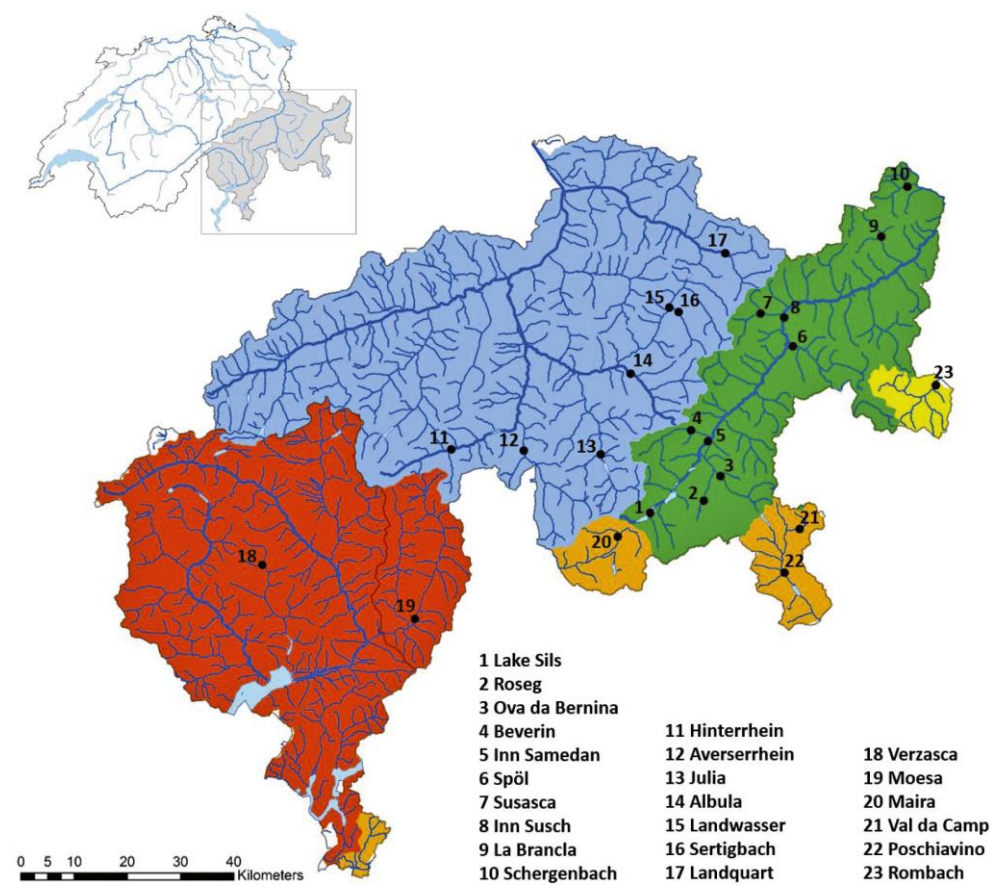 10
9
17
7
8
15
16
6
14
23
4
5
11
12
13
3
2
1
21
20
22
18
19
1 Lake Sils
2 Roseg
3 Ova da Bernina
4 Beverin
5 Inn Samedan
6 Spöl
7 Susasca
8 Inn Susch
9 La Brancla
10 Schergenbach
11 Hinterrhein
12 Averserrhein
13 Julia
14 Albula
15 Landwasser
16 Sertigbach
17 Landquart
18 Verzasca
19 Moesa
20 Maira
21 Val da Camp
22 Poschiavino
23 Rombach
0 5 10 20 30 40
Kilometers